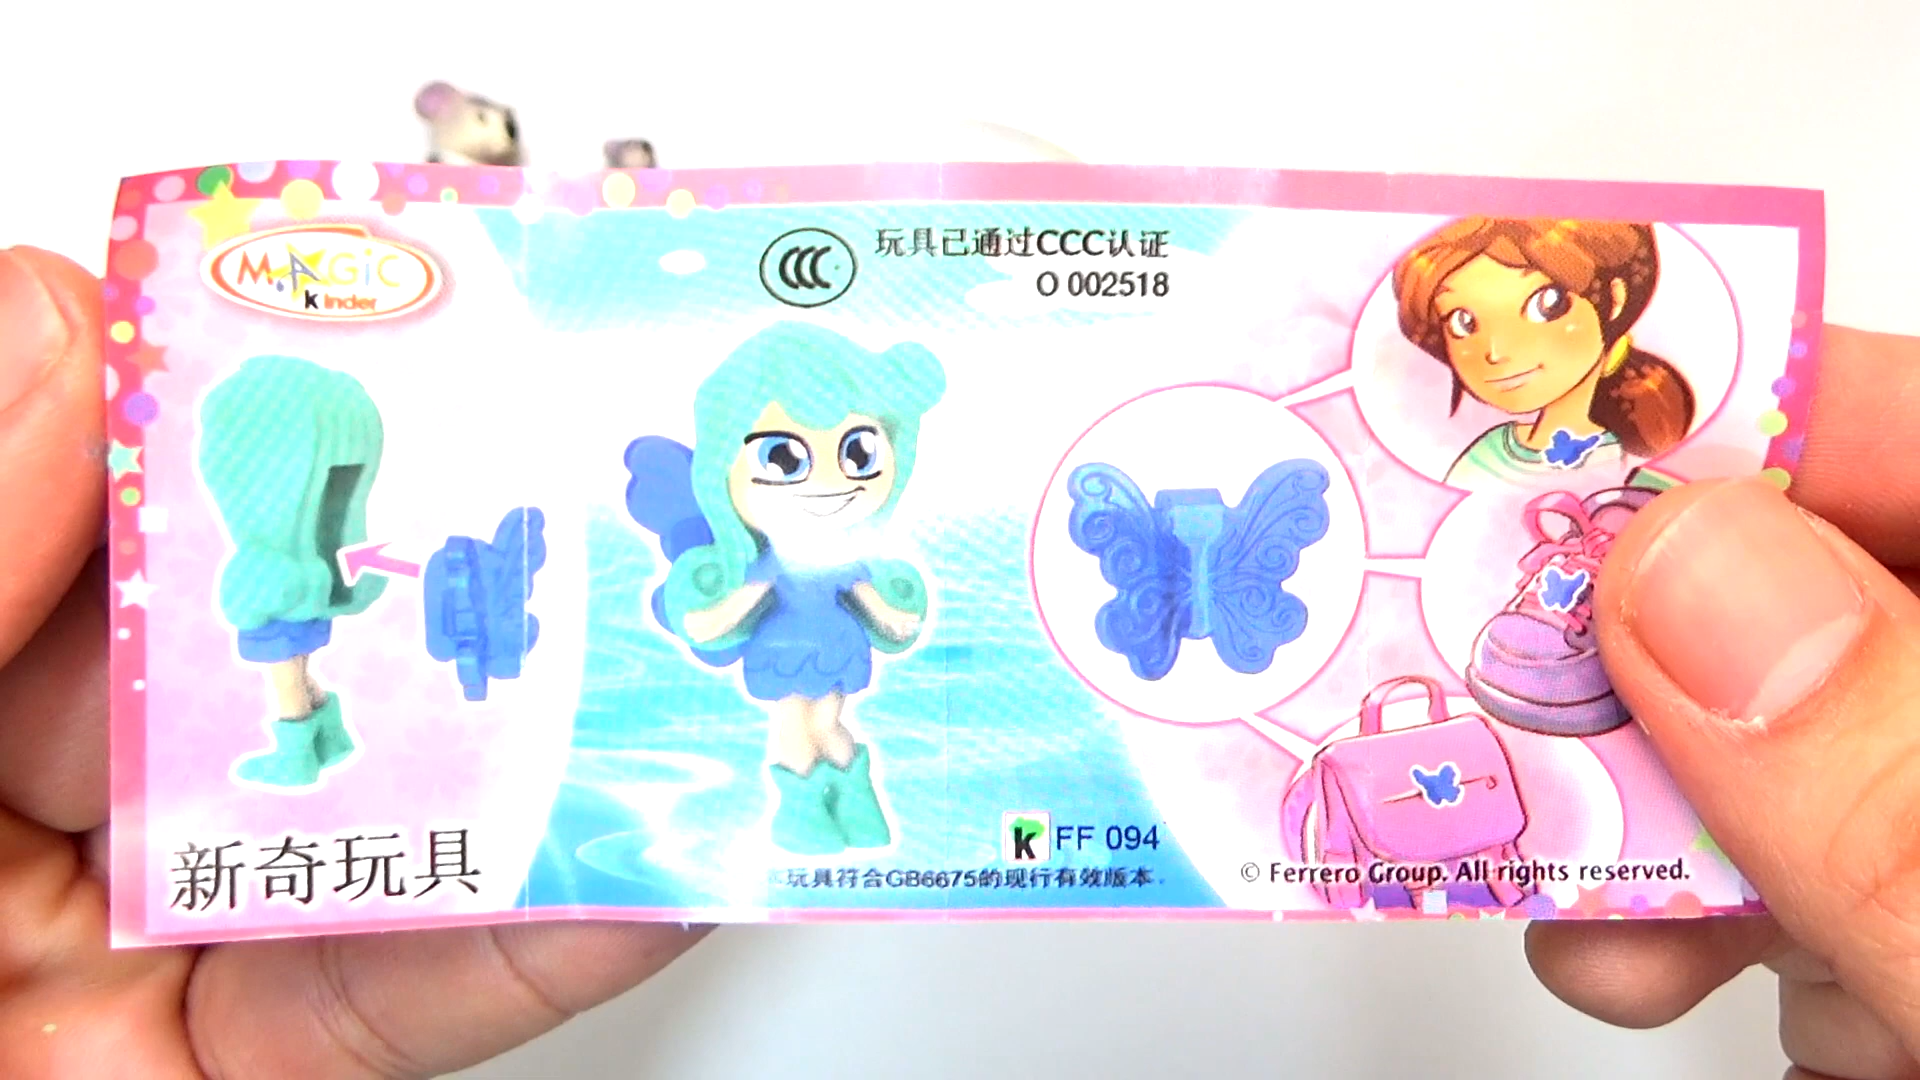 MAGiC
kinder
CCC
玩具已通过CCC认证
O 002518
新奇玩具
k FF 094
玩具符合GB6675的现行有效版本.
© Ferrero Group. All rights reserved.